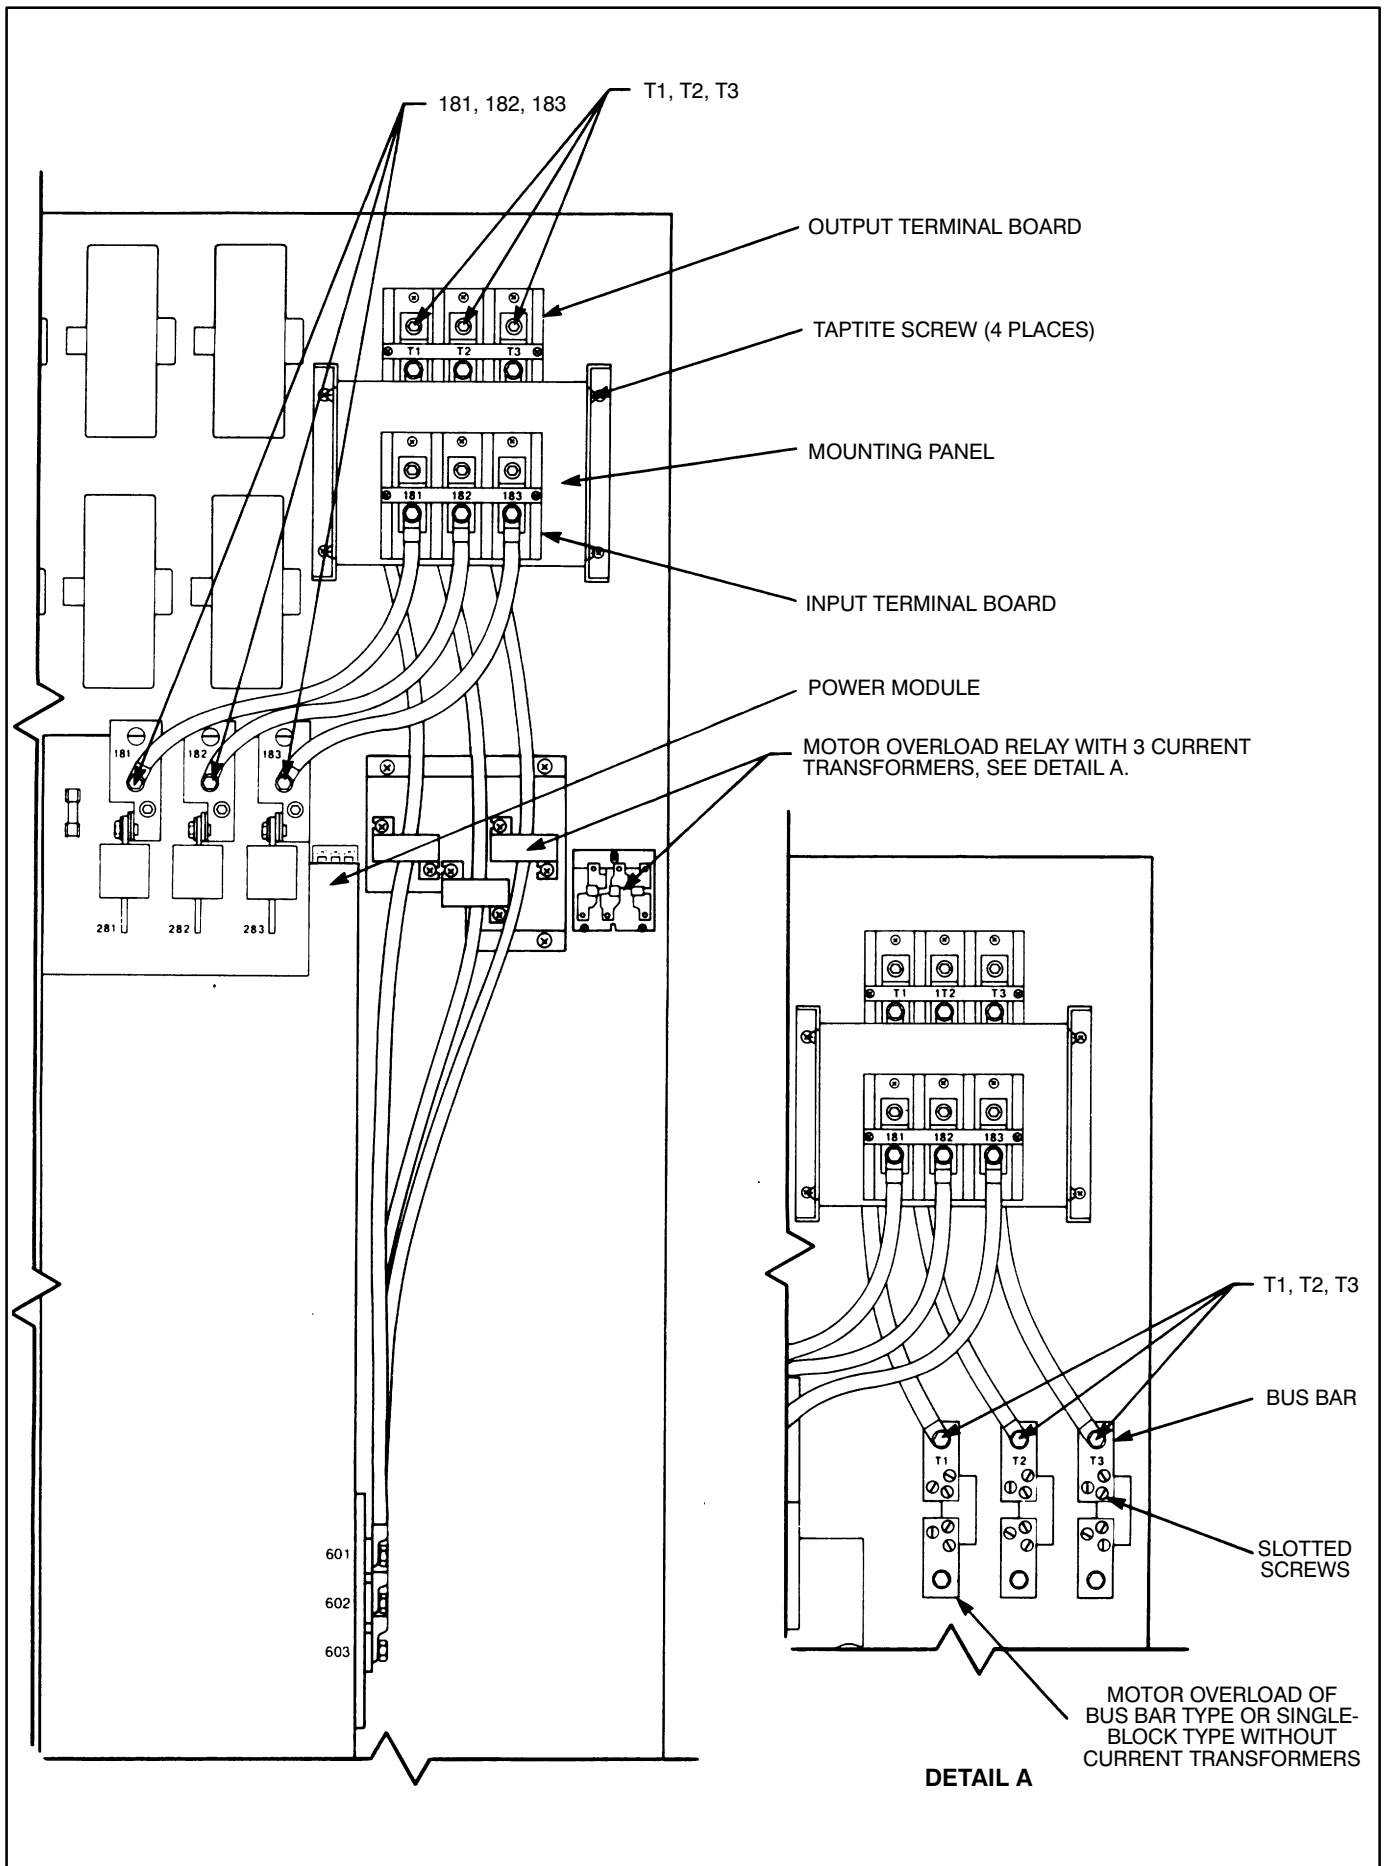 181, 182, 183
T1, T2, T3
OUTPUT TERMINAL BOARD
TAPTITE SCREW (4 PLACES)
T1 T2 T3
MOUNTING PANEL
181 182 183
INPUT TERMINAL BOARD
POWER MODULE
181 182 183
MOTOR OVERLOAD RELAY WITH 3 CURRENT
TRANSFORMERS, SEE DETAIL A.
281 282 283
T1 1T2 T3
181 182 183
T1, T2, T3
BUS BAR
T1 T2 T3
SLOTTED
SCREWS
601
602
603
MOTOR OVERLOAD OF
BUS BAR TYPE OR SINGLE-
BLOCK TYPE WITHOUT
CURRENT TRANSFORMERS
DETAIL A